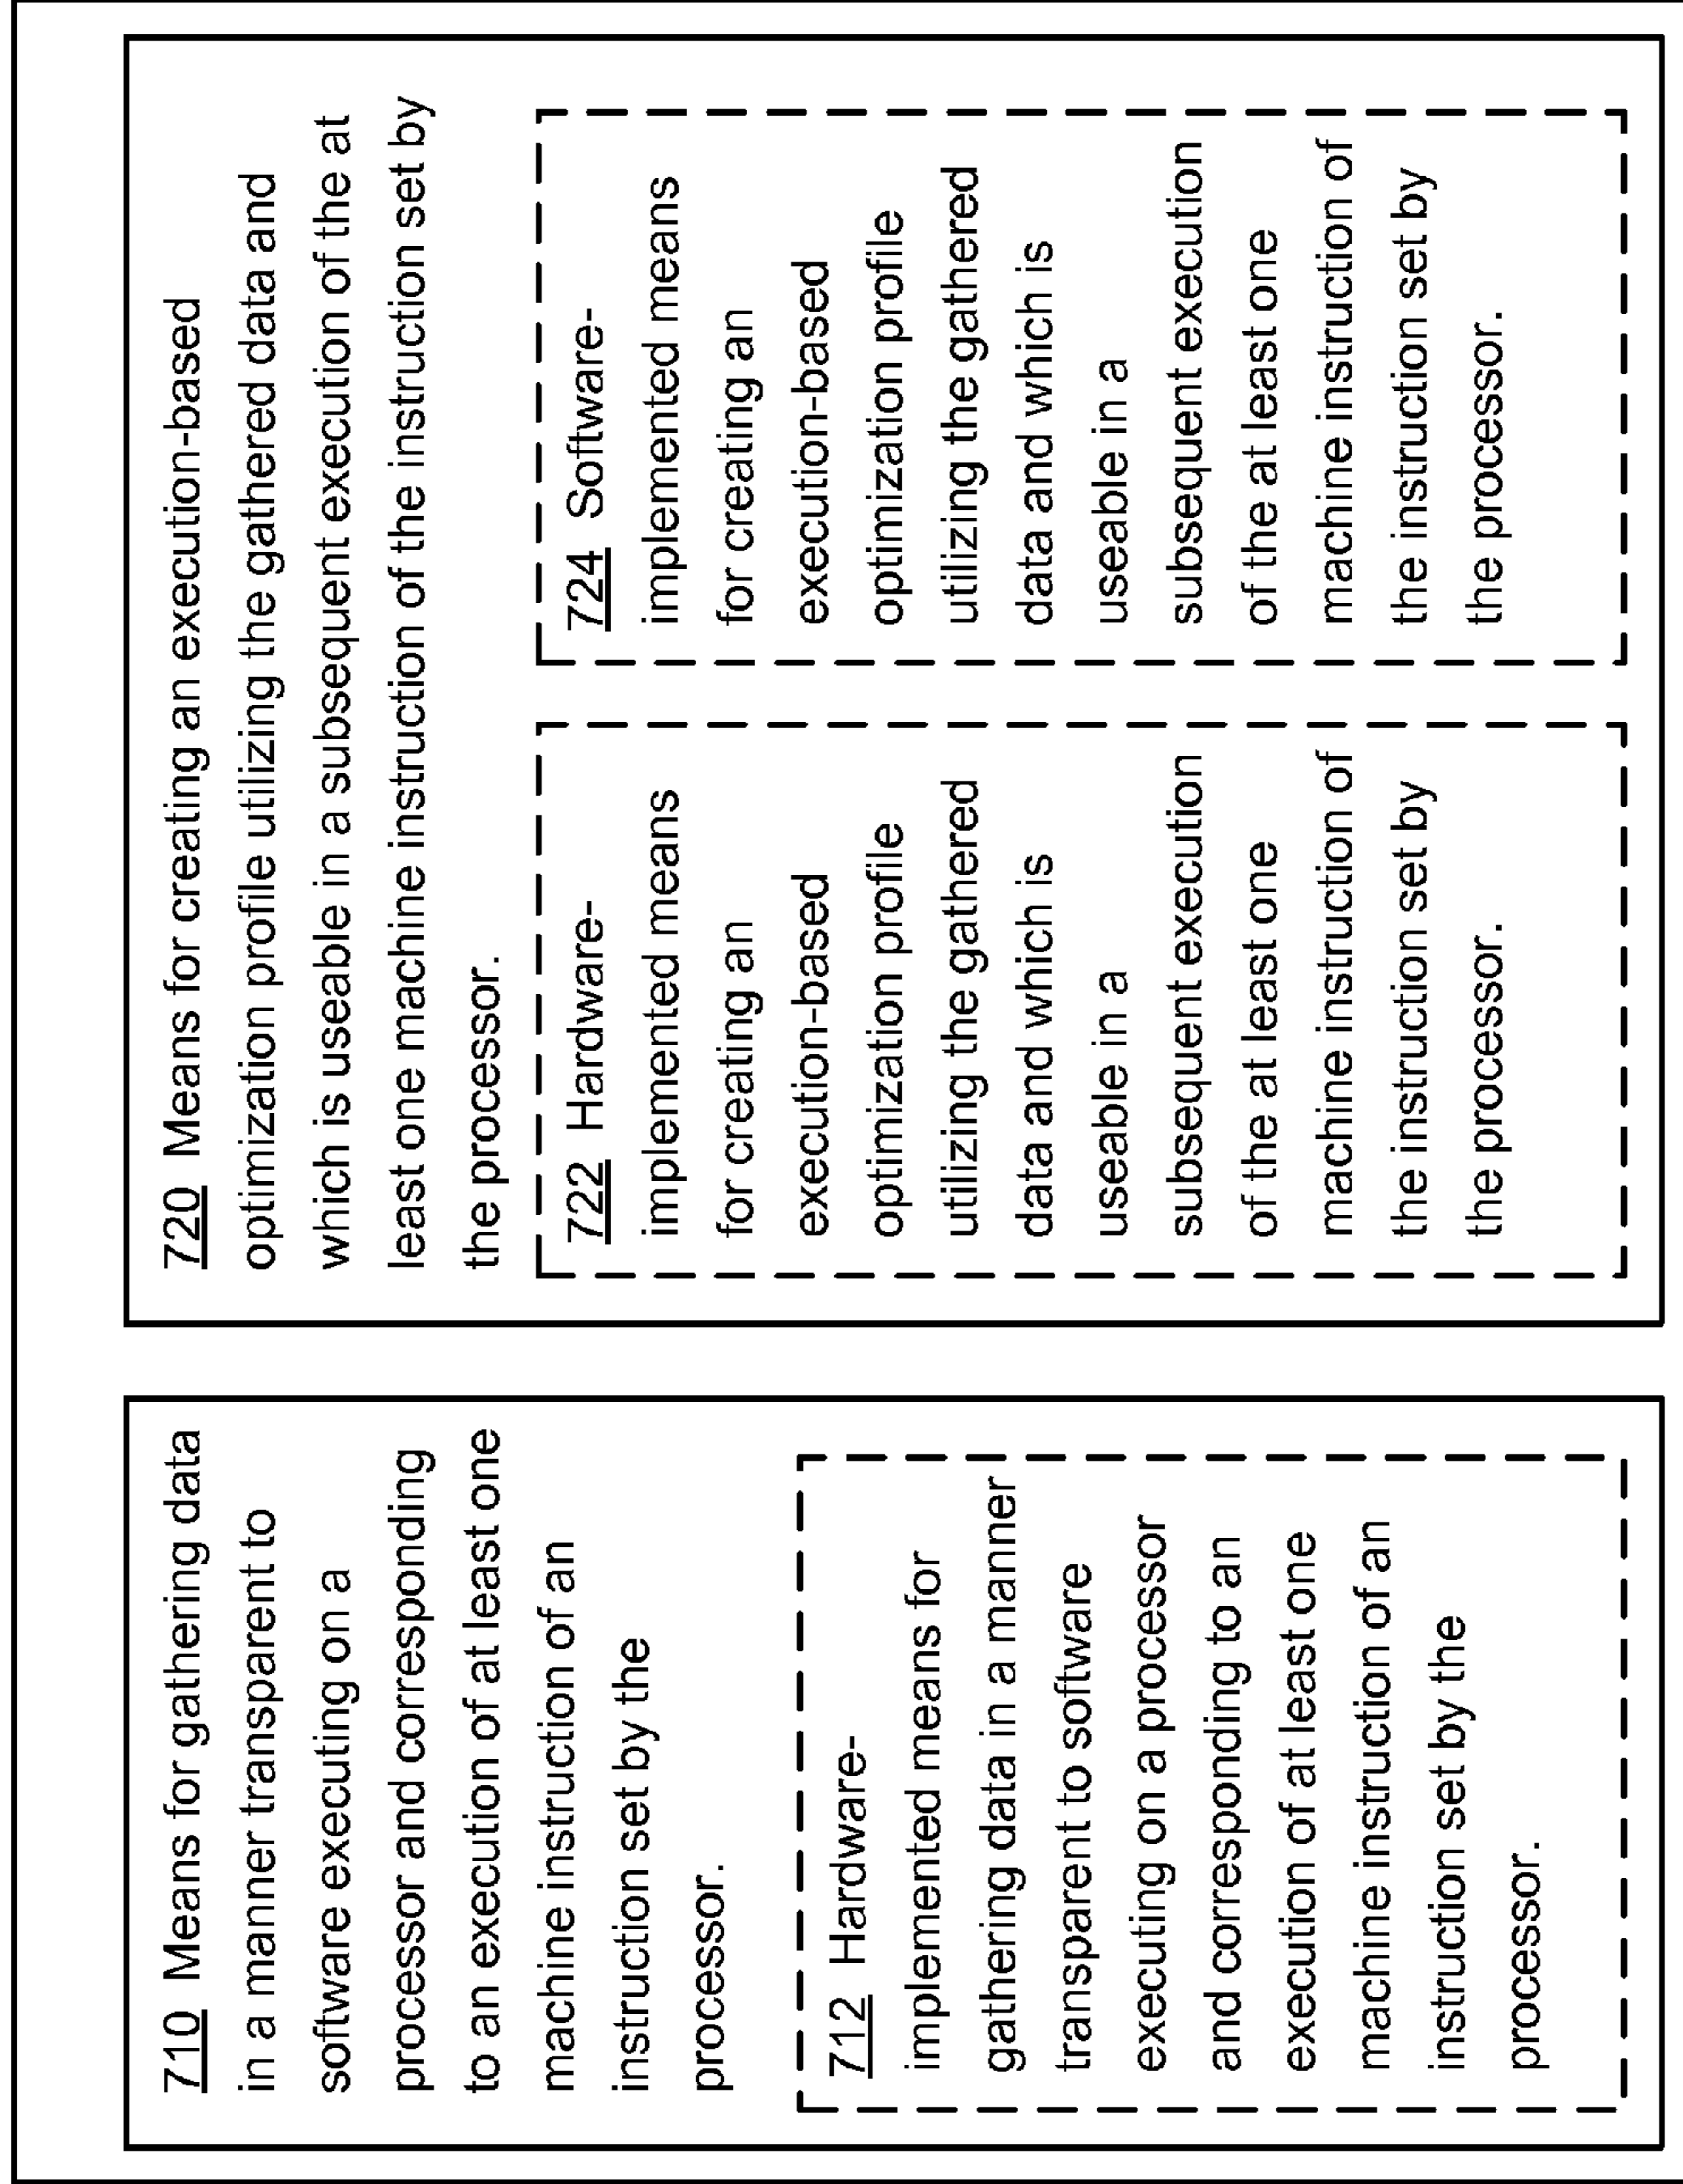 710 Means for gathering data
in a manner transparent to
software executing on a
processor and corresponding
to an execution of at least one
machine instruction of an
instruction set by the
processor.
712 Hardware-
implemented means for
gathering data in a manner
transparent to software
executing on a processor
and corresponding to an
execution of at least one
machine instruction of an
instruction set by the
processor.
720 Means for creating an execution-based
optimization profile utilizing the gathered data and
which is useable in a subsequent execution of the at
least one machine instruction of the instruction set by
the processor.
722 Hardware-
implemented means
for creating an
execution-based
optimization profile
utilizing the gathered
data and which is
useable in a
subsequent execution
of the at least one
machine instruction of
the instruction set by
the processor.
724 Software-
implemented means
for creating an
execution-based
optimization profile
utilizing the gathered
data and which is
useable in a
subsequent execution
of the at least one
machine instruction of
the instruction set by
the processor.